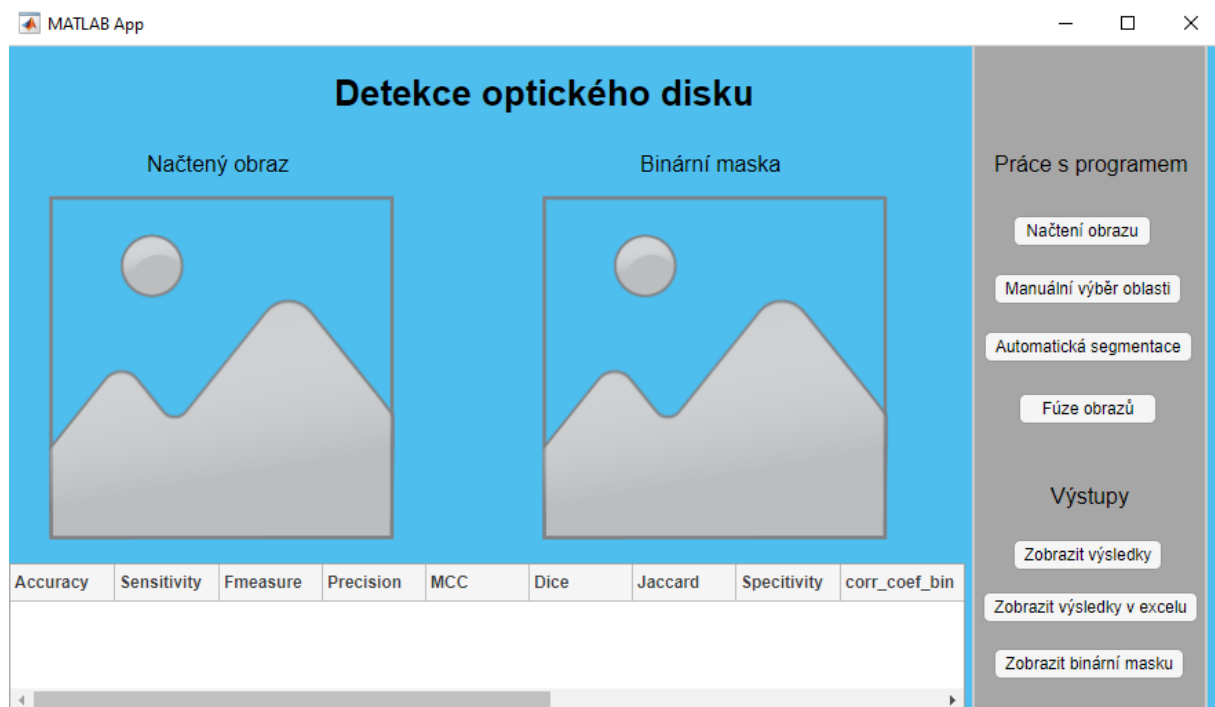 MATLAB App
Detekce optického disku
Načtený obraz
Binární maska
Accuracy Sensitivity Fmeasure Precision MCC Dice Jaccard Specitivity corr_coef_bin
Práce s programem
Načtení obrazu
Manuální výběr oblasti
Automatická segmentace
Fúze obrazů
Výstupy
Zobrazit výsledky
Zobrazit výsledky v excelu
Zobrazit binární masku